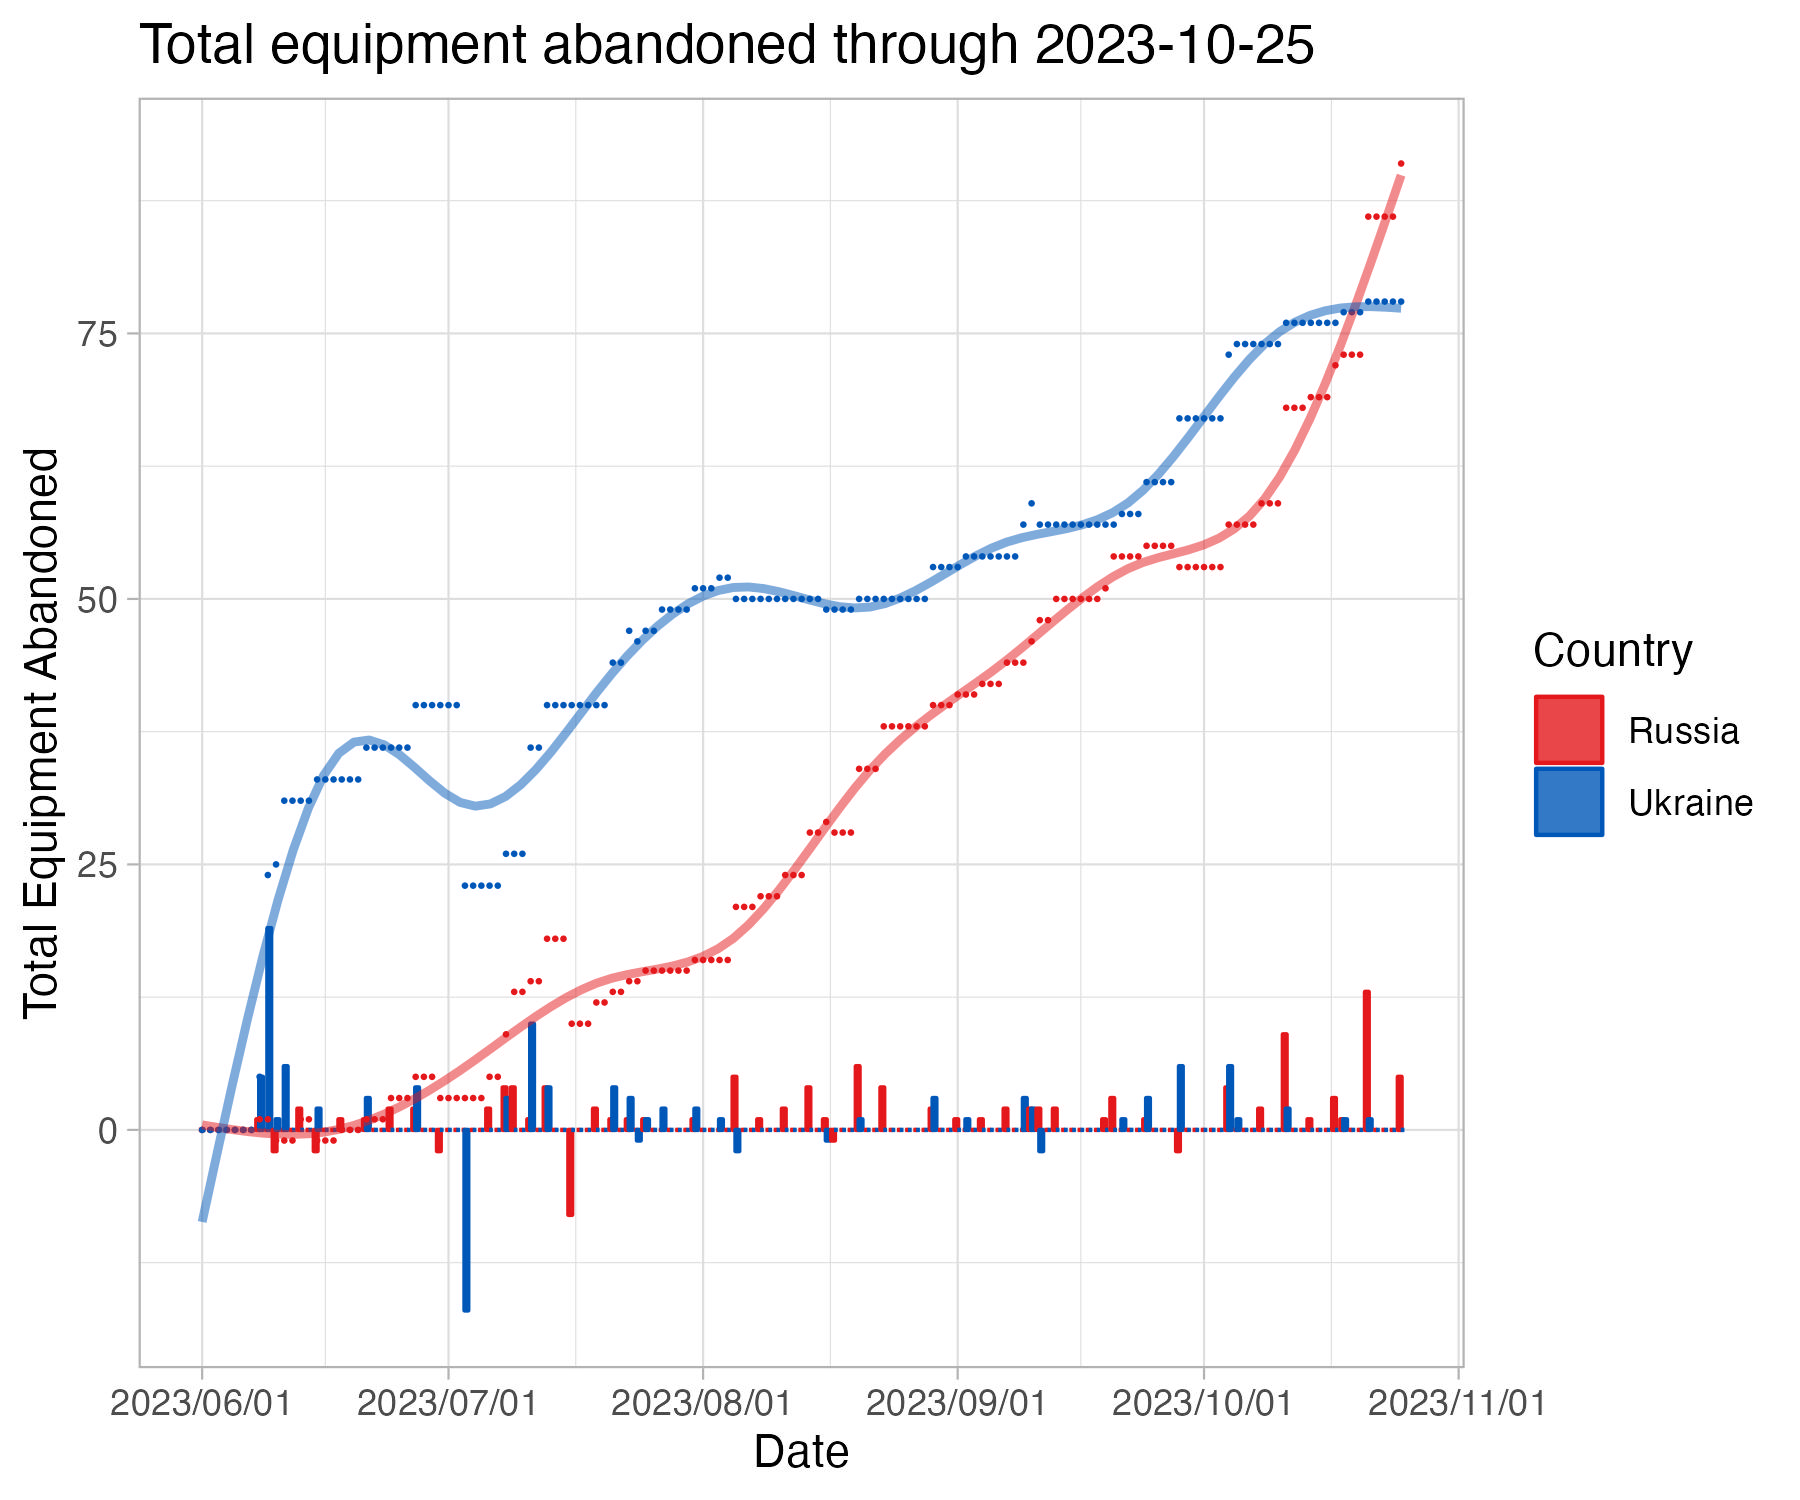 Total equipment abandoned through 2023-10-25
Total Equipment Abandoned
75
50
25
0
2023/06/01 2023/07/01 2023/08/01 2023/09/01 2023/10/01 2023/11/01
Date
Country
Russia
Ukraine